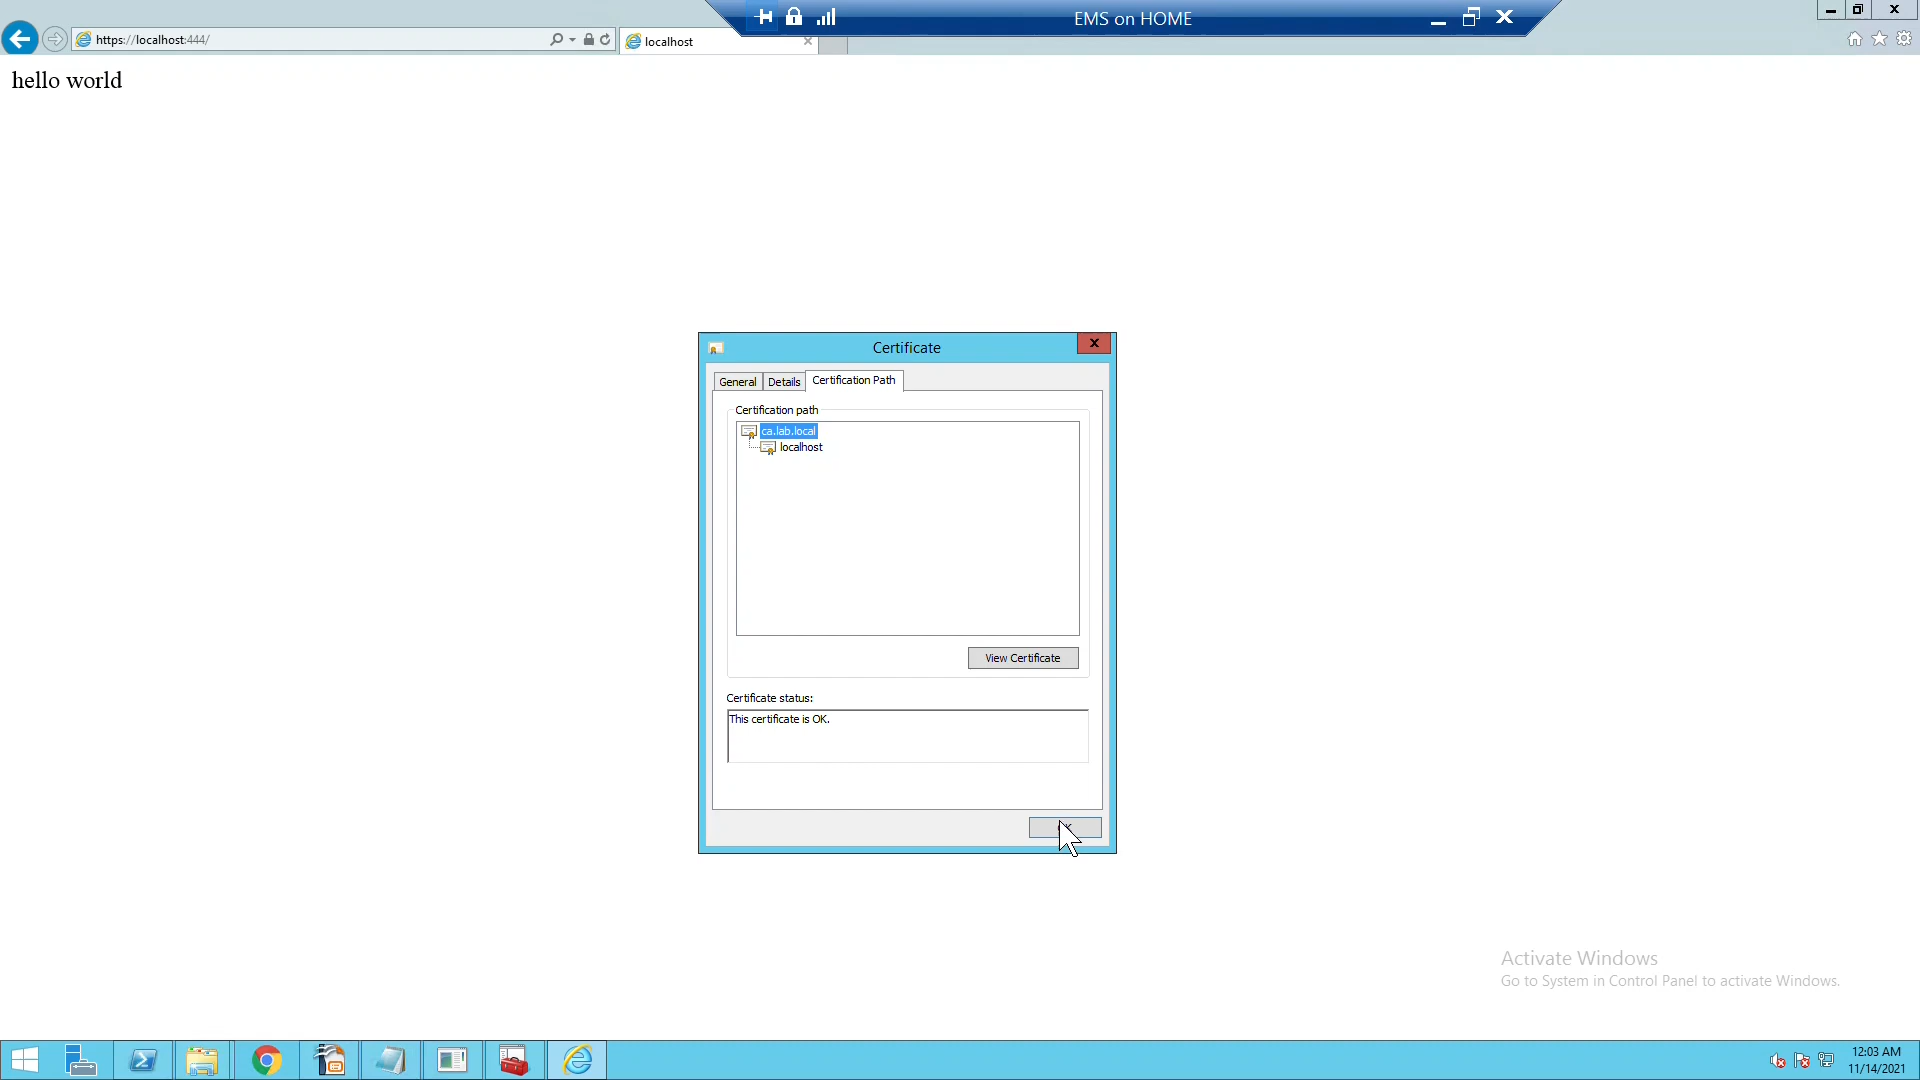 EMS on HOME
https://localhost:444/
localhost
hello world
Certificate
General
Details
Certification Path
Certification path
ca.lab.local
localhost
View Certificate
Certificate status:
This certificate is OK.
Activate Windows
Go to System in Control Panel to activate Windows.
12:03 AM
11/14/2021